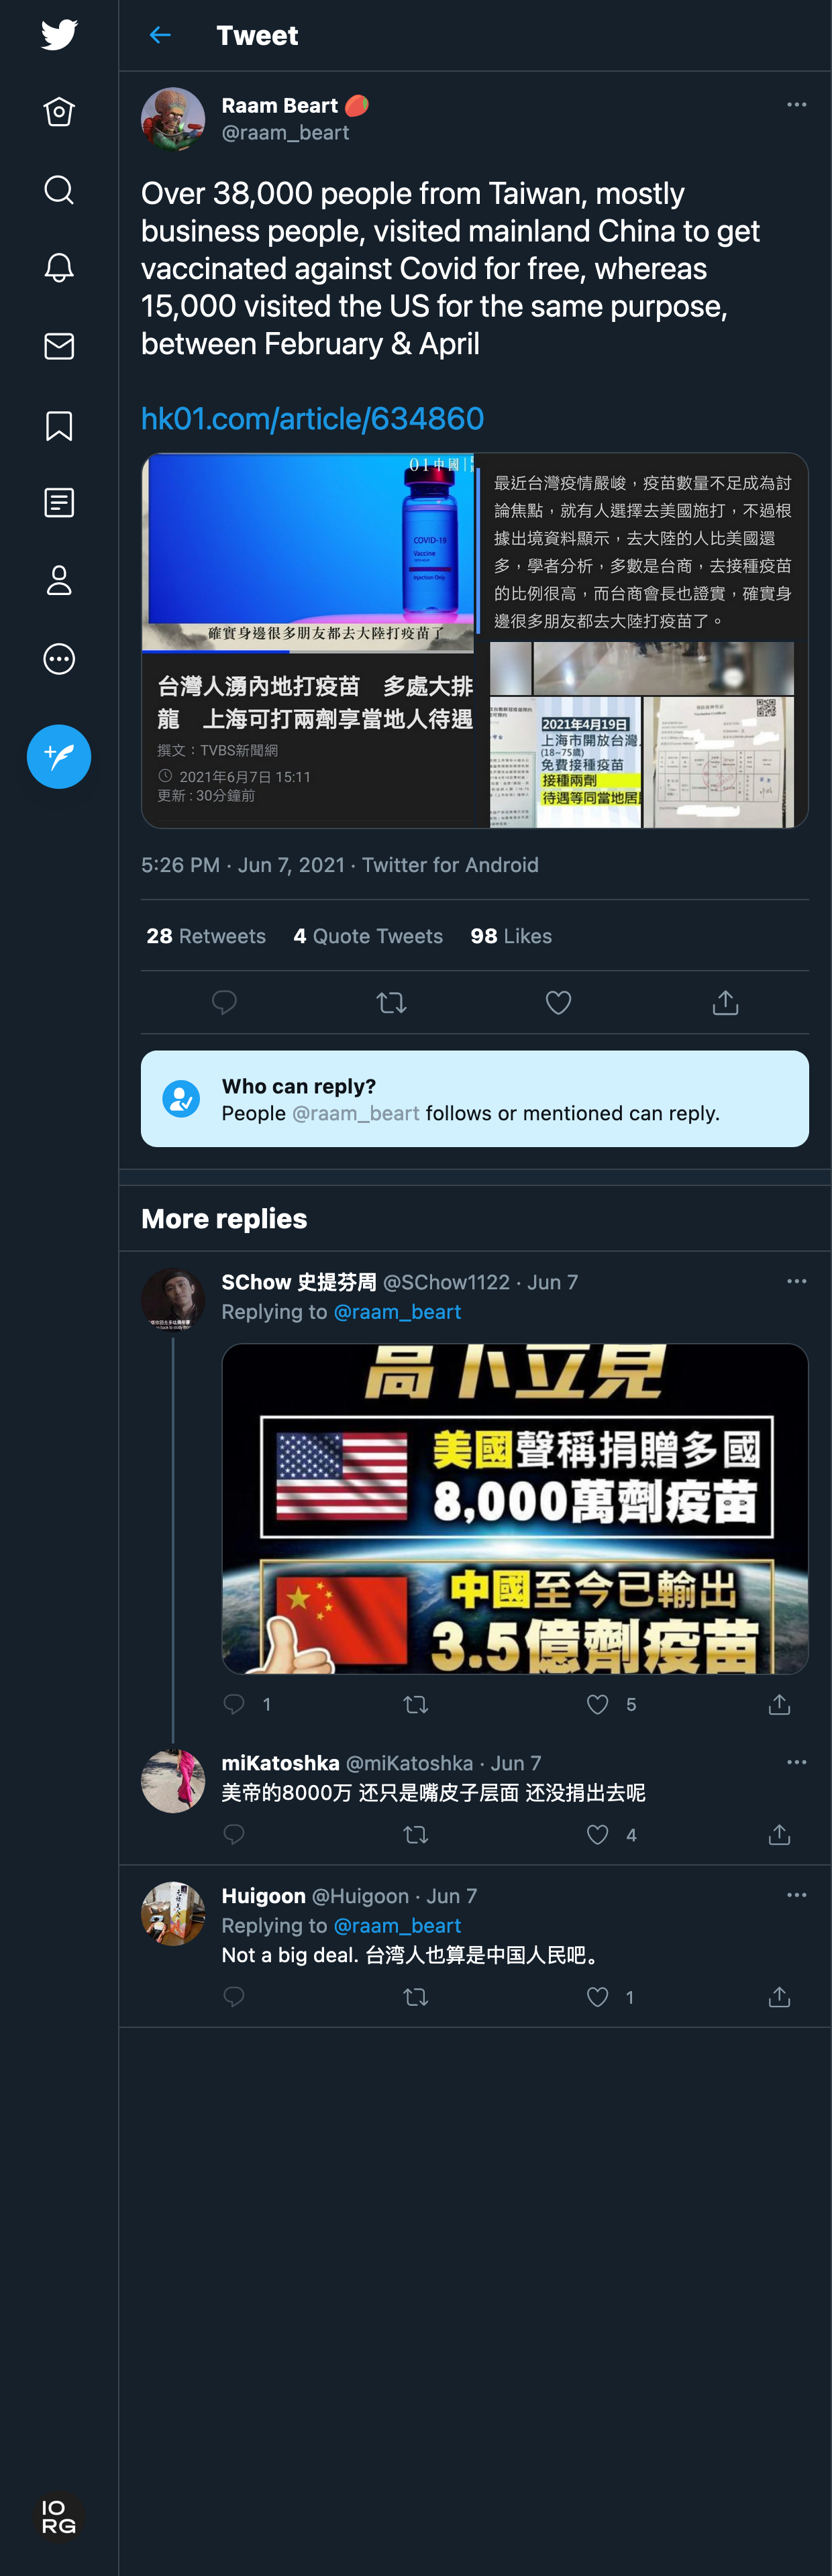 Tweet
Raam Beart
@raam_beart
Over 38,000 people from Taiwan, mostly
business people, visited mainland China to get
vaccinated against Covid for free, whereas
15,000 visited the US for the same purpose,
between February & April
hk01.com/article/634860
01中國
COVID-19
Vaccine
Injection Only
確實身邊很多朋友都去大陸打疫苗了
台灣人湧內地打疫苗 多處大排
龍 上海可打兩劑享當地人待遇
撰文：TVBS新聞網
2021年6月7日 15:11
更新：30分鐘前
最近台灣疫情嚴峻，疫苗數量不足成為討
論焦點，就有人選擇去美國施打，不過根
據出境資料顯示，去大陸的人比美國還
多，學者分析，多數是台商，去接種疫苗
的比例很高，而台商會長也證實，確實身
邊很多朋友都去大陸打疫苗了。
2021年4月19日
上海市開放台灣
(18~75歲)
免費接種疫苗
接種兩劑
待遇等同當地居
5:26 PM · Jun 7, 2021 · Twitter for Android
28 Retweets 4 Quote Tweets 98 Likes
Who can reply?
People @raam_beart follows or mentioned can reply.
More replies
SChow 史提芬周 @SChow1122 · Jun 7
Replying to @raam_beart
高下立見
美國聲稱捐贈多國
8,000萬劑疫苗
中國至今已輸出
3.5億劑疫苗
1 5
miKatoshka @miKatoshka · Jun 7
美帝的8000万 还只是嘴皮子层面 还没捐出去呢
4
Huigoon @Huigoon · Jun 7
Replying to @raam_beart
Not a big deal. 台湾人也算是中国人民吧。
1
IO
RG